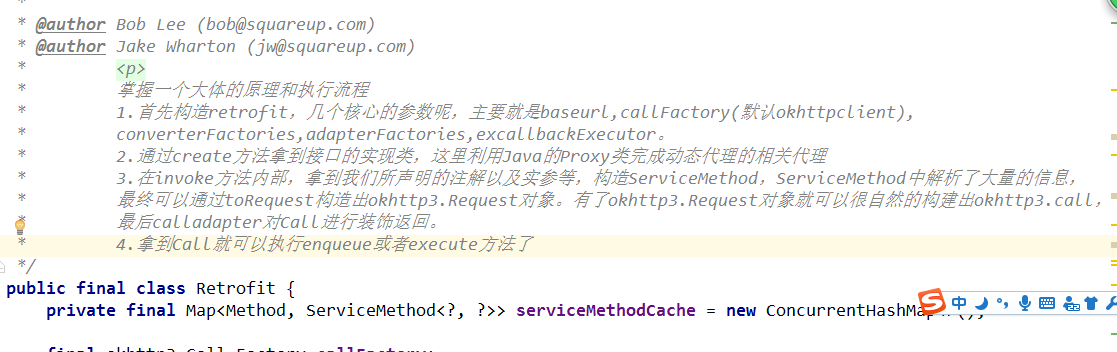 *
* @author Bob Lee (bob@squareup.com)
* @author Jake Wharton (jw@squareup.com)
* <p>
* 掌握一个大体的原理和执行流程
* 1.首先构造retrofit，几个核心的参数呢，主要就是baseurl,callFactory(默认okhttpclient),
* converterFactories,adapterFactories,excallbackExecutor。
* 2.通过create方法拿到接口的实现类，这里利用Java的Proxy类完成动态代理的相关代理
* 3.在invoke方法内部，拿到我们所声明的注解以及实参等，构造ServiceMethod，ServiceMethod中解析了大量的信息，
* 最终可以通过toRequest构造出okhttp3.Request对象。有了okhttp3.Request对象就可以很自然的构建出okhttp3.call，
* 最后calladapter对Call进行装饰返回。
* 4.拿到Call就可以执行enqueue或者execute方法了
*/
public final class Retrofit {
private final Map<Method, ServiceMethod<?, ?>> serviceMethodCache = new ConcurrentHashMap
中
final okhttp3.Call.Factory callFactory;